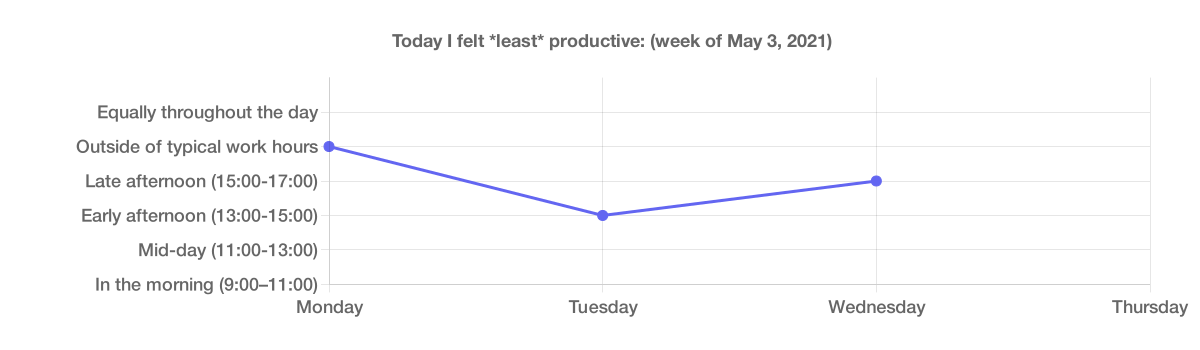 Today I felt *least* productive: (week of May 3, 2021)
Equally throughout the day
Outside of typical work hours
Late afternoon (15:00-17:00)
Early afternoon (13:00-15:00)
Mid-day (11:00-13:00)
In the morning (9:00–11:00)
Monday Tuesday Wednesday Thursday